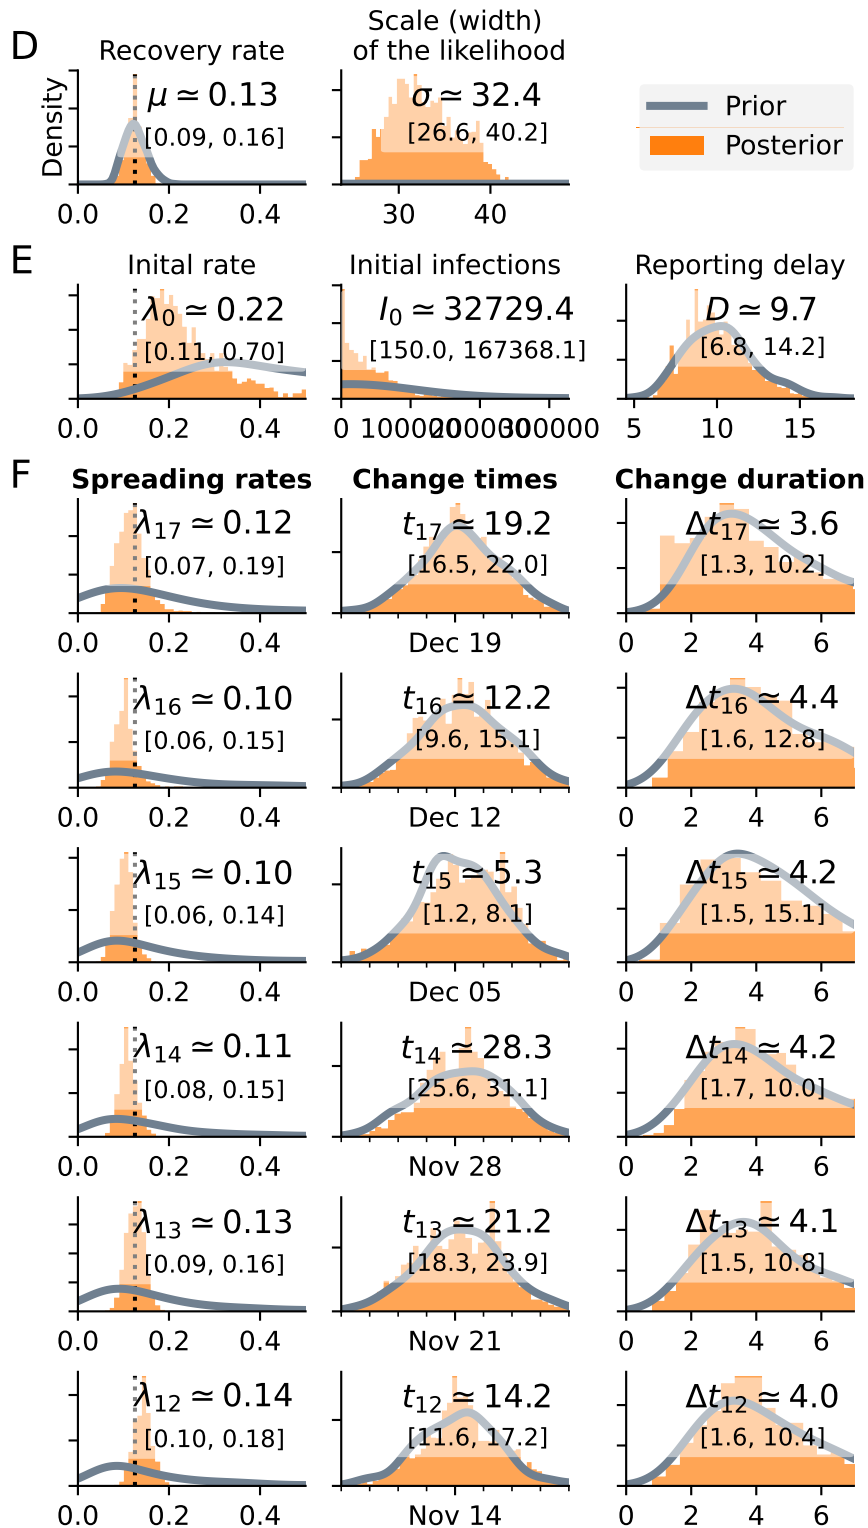 D
Recovery rate
Scale (width)
of the likelihood
Density
μ ≃ 0.13
[0.09, 0.16]
σ ≃ 32.4
[26.6, 40.2]
Prior
Posterior
0.0 0.2 0.4
30 40
E
Inital rate
Initial infections
Reporting delay
λ0 ≃ 0.22
[0.11, 0.70]
I0 ≃ 32729.4
[150.0, 167368.1]
D ≃ 9.7
[6.8, 14.2]
0.0 0.2 0.4
0 100000 200000 300000
5 10 15
F
Spreading rates
Change times
Change duration
λ17 ≃ 0.12
[0.07, 0.19]
t17 ≃ 19.2
[16.5, 22.0]
Δt17 ≃ 3.6
[1.3, 10.2]
0.0 0.2 0.4
Dec 19
0 2 4 6
λ16 ≃ 0.10
[0.06, 0.15]
t16 ≃ 12.2
[9.6, 15.1]
Δt16 ≃ 4.4
[1.6, 12.8]
0.0 0.2 0.4
Dec 12
0 2 4 6
λ15 ≃ 0.10
[0.06, 0.14]
t15 ≃ 5.3
[1.2, 8.1]
Δt15 ≃ 4.2
[1.5, 15.1]
0.0 0.2 0.4
Dec 05
0 2 4 6
λ14 ≃ 0.11
[0.08, 0.15]
t14 ≃ 28.3
[25.6, 31.1]
Δt14 ≃ 4.2
[1.7, 10.0]
0.0 0.2 0.4
Nov 28
0 2 4 6
λ13 ≃ 0.13
[0.09, 0.16]
t13 ≃ 21.2
[18.3, 23.9]
Δt13 ≃ 4.1
[1.5, 10.8]
0.0 0.2 0.4
Nov 21
0 2 4 6
λ12 ≃ 0.14
[0.10, 0.18]
t12 ≃ 14.2
[11.6, 17.2]
Δt12 ≃ 4.0
[1.6, 10.4]
0.0 0.2 0.4
Nov 14
0 2 4 6